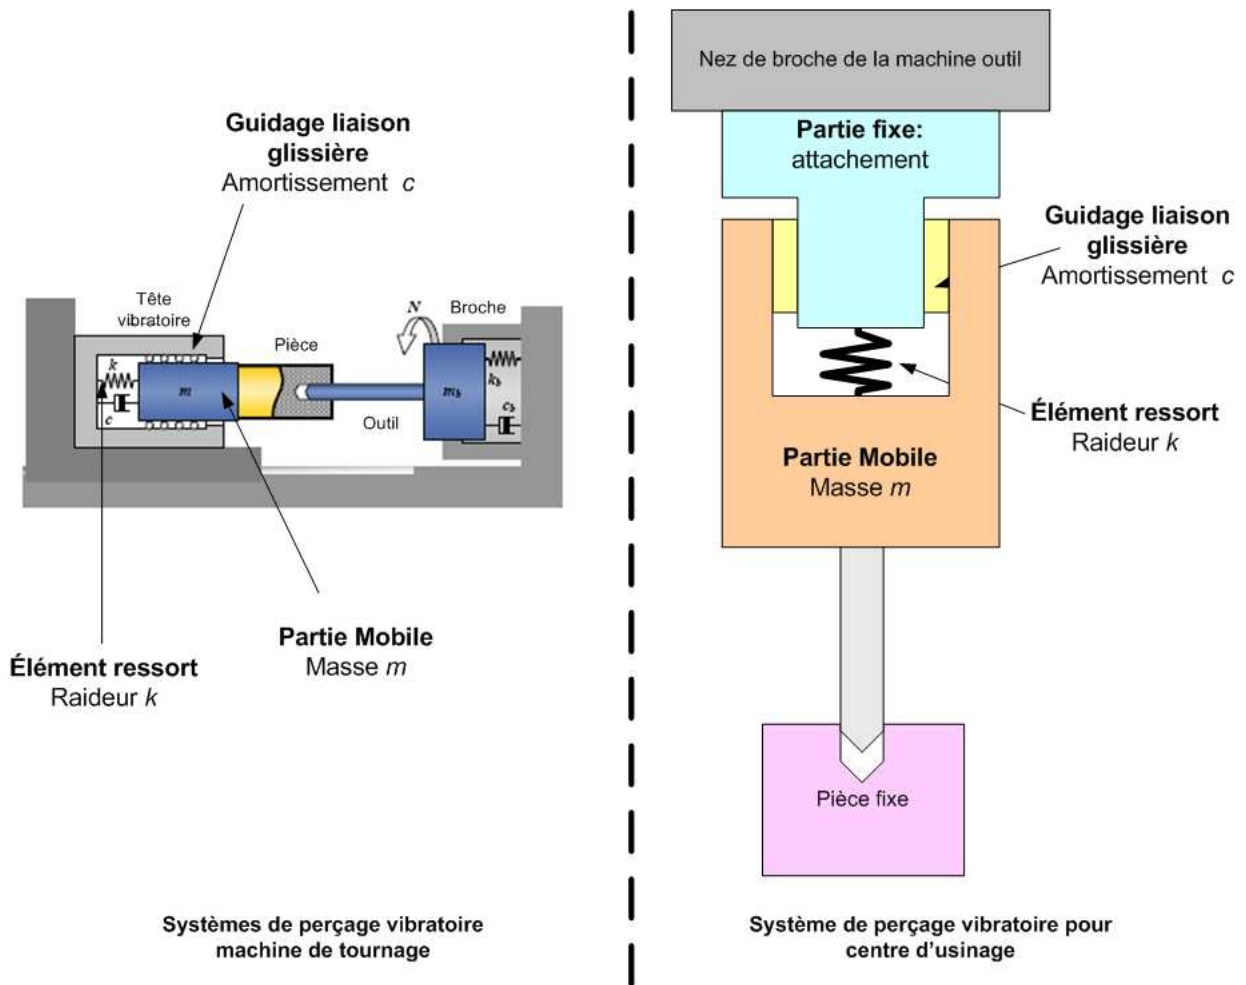 Guidage liaison
glissière
Amortissement c
Tête
vibratoire
Pièce
N
Broche
k
m
c
Outil
m_b
k_b
c_b
Élément ressort
Raideur k
Partie Mobile
Masse m
Systèmes de perçage vibratoire
machine de tournage
Nez de broche de la machine outil
Partie fixe:
attachement
Guidage liaison
glissière
Amortissement c
Élément ressort
Raideur k
Partie Mobile
Masse m
Pièce fixe
Système de perçage vibratoire pour
centre d'usinage